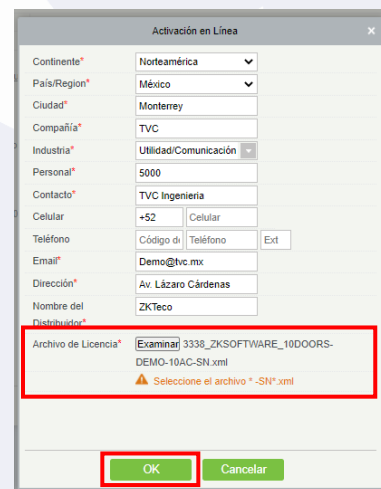 Activación en Línea ×
Continente* Norteamérica
País/Region* México
Ciudad* Monterrey
Compañía* TVC
Industria* Utilidad/Comunicación
Personal* 5000
Contacto* TVC Ingenieria
Celular +52 Celular
Teléfono Código de Teléfono Ext
Email* Demo@tvc.mx
Dirección* Av. Lázaro Cárdenas
Nombre del ZKTeco
Distribuidor*
Archivo de Licencia* Examinar 3338_ZKSOFTWARE_10DOORS-
DEMO-10AC-SN.xml
Seleccione el archivo * -SN*.xml
OK Cancelar